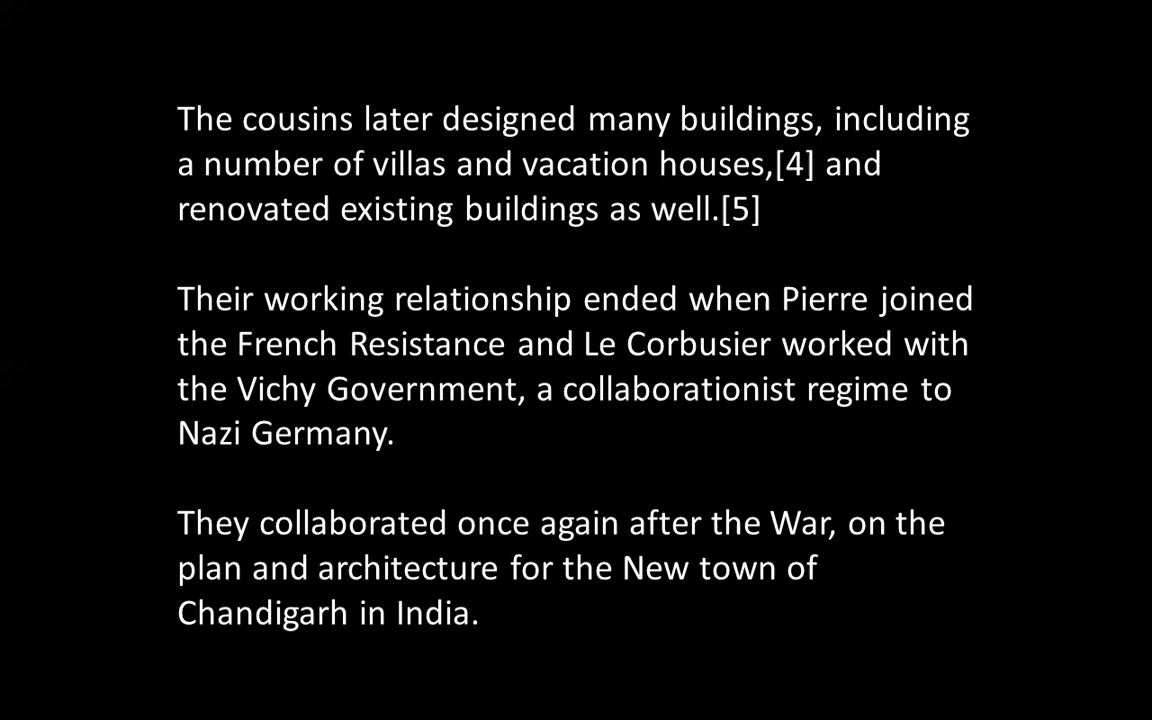 The cousins later designed many buildings, including
a number of villas and vacation houses,[4] and
renovated existing buildings as well.[5]
Their working relationship ended when Pierre joined
the French Resistance and Le Corbusier worked with
the Vichy Government, a collaborationist regime to
Nazi Germany.
They collaborated once again after the War, on the
plan and architecture for the New town of
Chandigarh in India.